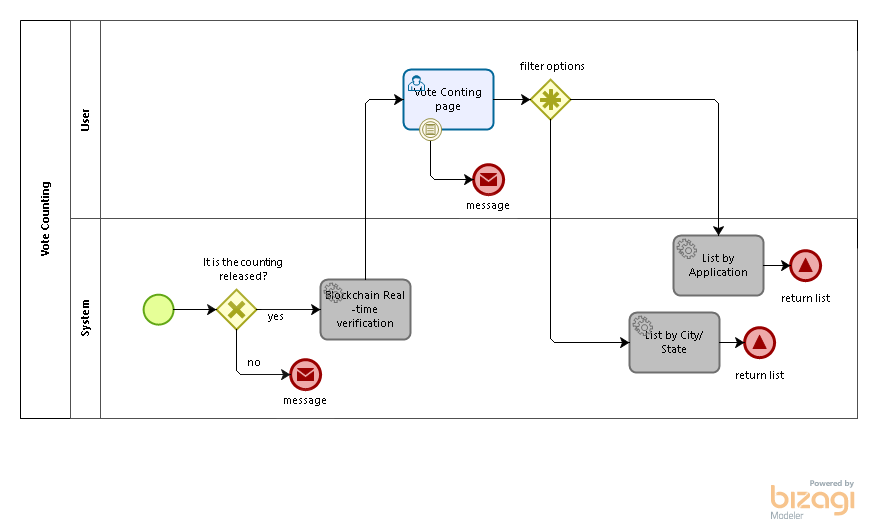 Vote Counting
User
System
filter options
Vote Conting
page
message
It is the counting
released?
yes
no
message
Blockchain Real
-time
verification
List by
Application
return list
List by City/
State
return list
Powered by
bizagi
Modeler